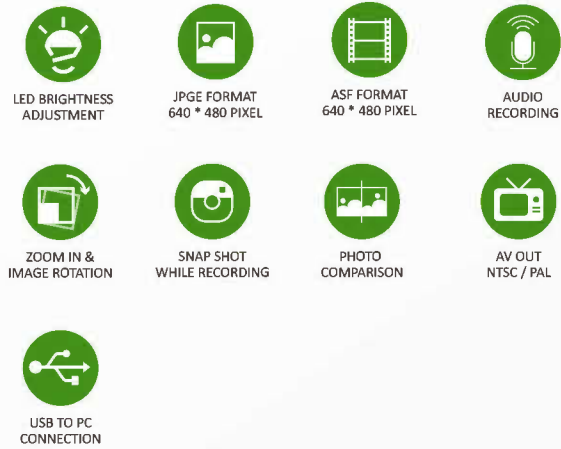 LED BRIGHTNESS
ADJUSTMENT
JPGE FORMAT
640 * 480 PIXEL
ASF FORMAT
640 * 480 PIXEL
AUDIO
RECORDING
ZOOM IN &
IMAGE ROTATION
SNAP SHOT
WHILE RECORDING
PHOTO
COMPARISON
AV OUT
NTSC / PAL
USB TO PC
CONNECTION